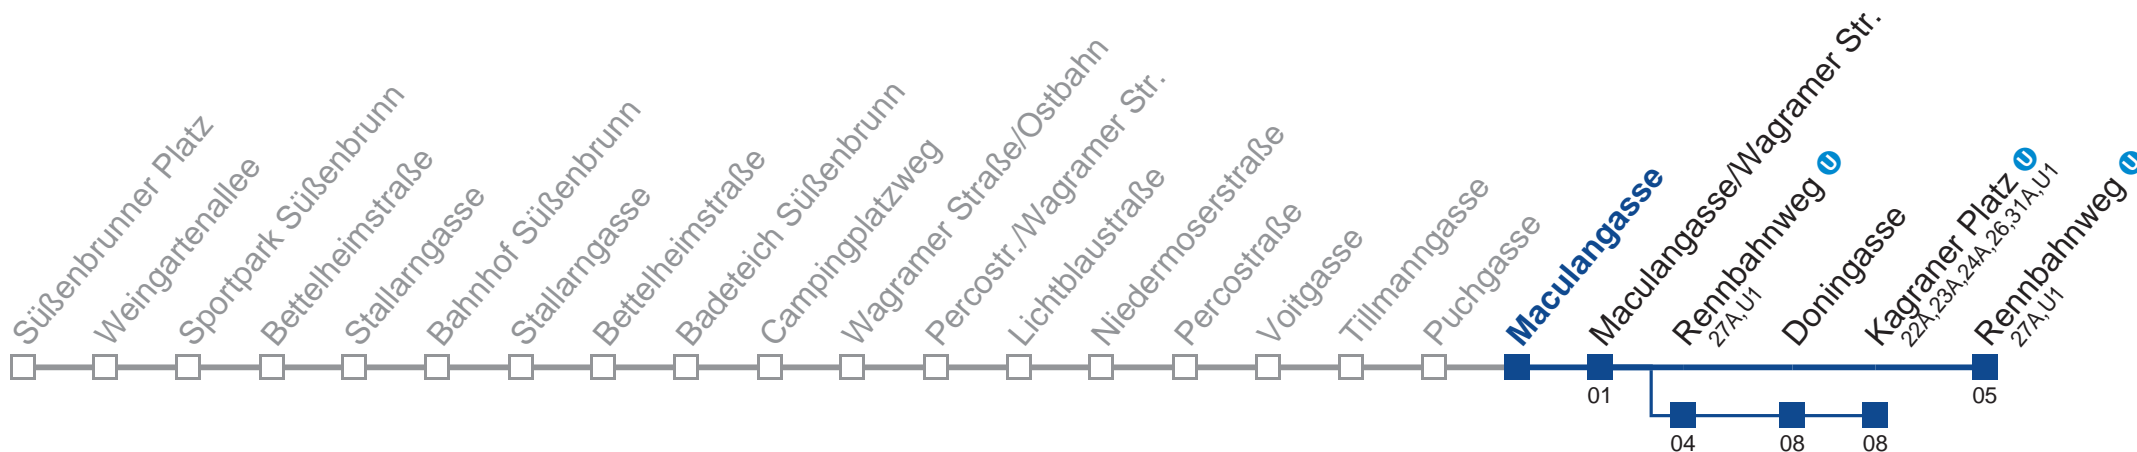 Süßenbrunner Platz
Weingartenallee
Sportpark Süßenbrunn
Bettelheimstraße
Stallarngasse
Bahnhof Süßenbrunn
Stallarngasse
Bettelheimstraße
Badeteich Süßenbrunn
Campingplatzweg
Wagramer Straße/Ostbahn
Percostr./Wagramer Str.
Lichtblaustraße
Niedermoserstraße
Percostraße
Voitgasse
Tillmanngasse
Puchgasse
Maculangasse
Maculangasse/Wagramer Str.
Rennbahnweg U
27A,U1
Doningasse
Kagraner Platz U
22A,23A,24A,26,31A,U1
Rennbahnweg U
27A,U1
01
05
04
08
08